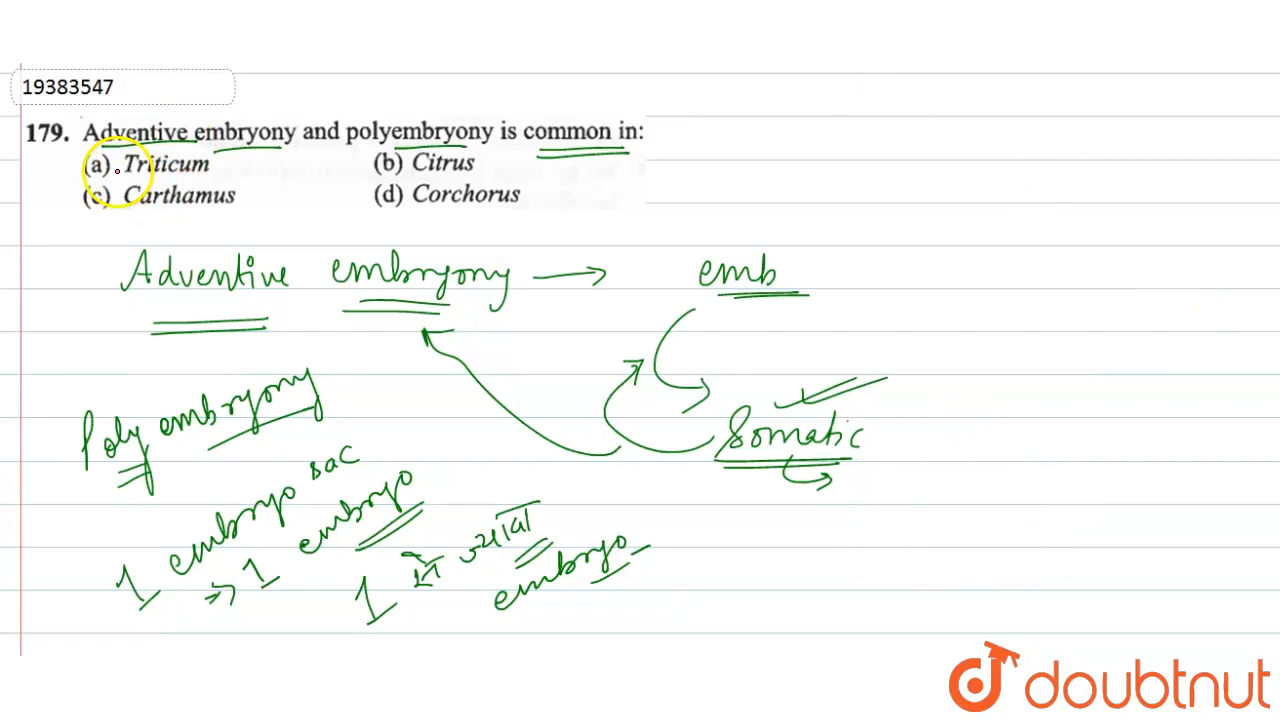 19383547
179. Adventive embryony and polyembryony is common in:
(a) Triticum (b) Citrus
(c) Carthamus (d) Corchorus
Adventive embryony → emb
Somatic
Poly embryony
1 embryo sac
⇒ 1 embryo
1 से ज्यादा
embryo
doubtnut